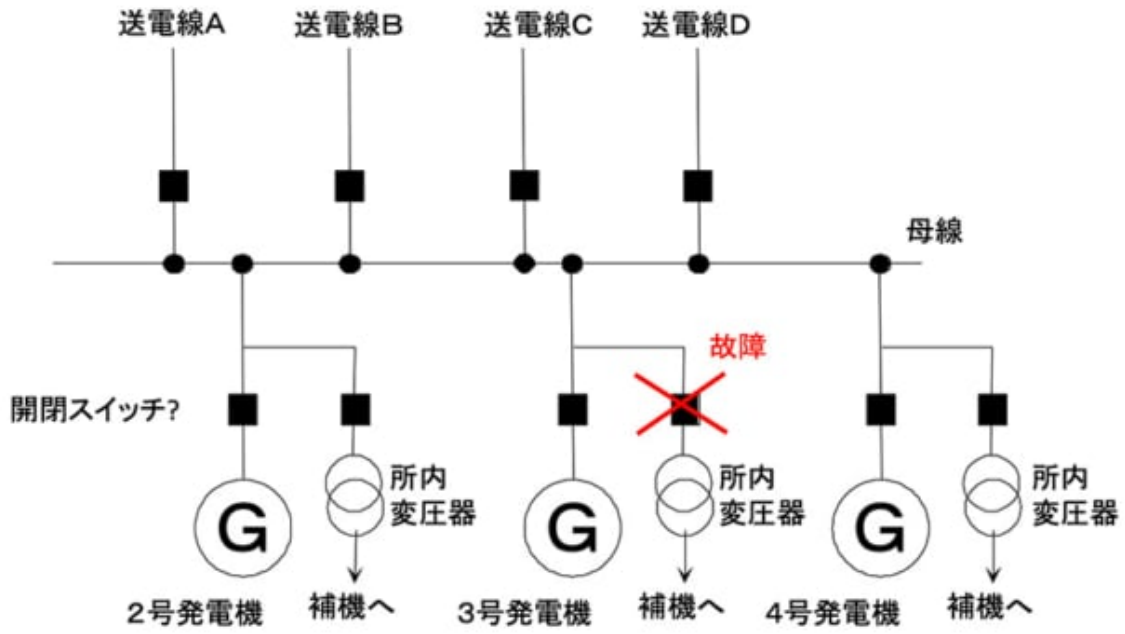 送電線A
送電線B
送電線C
送電線D
母線
故障
開閉スイッチ?
所内
変圧器
所内
変圧器
所内
変圧器
G
G
G
2号発電機
補機へ
3号発電機
補機へ
4号発電機
補機へ